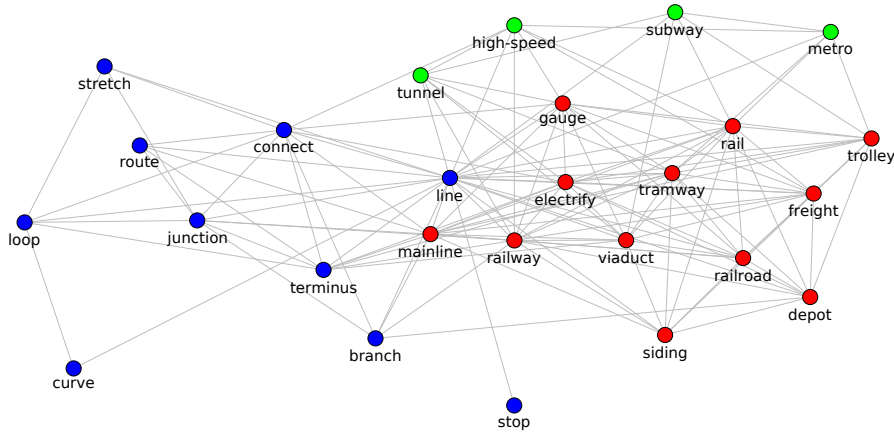 high-speed
subway
metro
stretch
tunnel
gauge
route
connect
rail
trolley
line
electrify
tramway
freight
loop
junction
mainline
railway
viaduct
railroad
terminus
depot
branch
siding
curve
stop